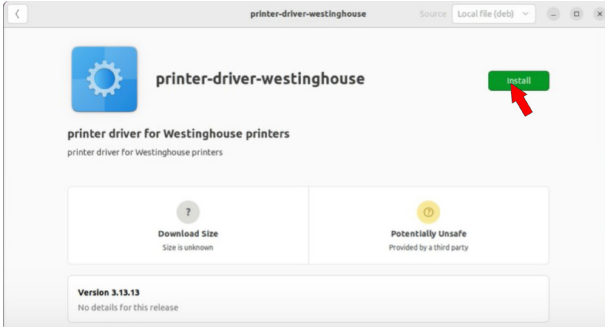 printer-driver-westinghouse Source Local file (deb)
printer-driver-westinghouse
Install
printer driver for Westinghouse printers
printer driver for Westinghouse printers
?
Download Size
Size is unknown
Potentially Unsafe
Provided by a third party
Version 3.13.13
No details for this release